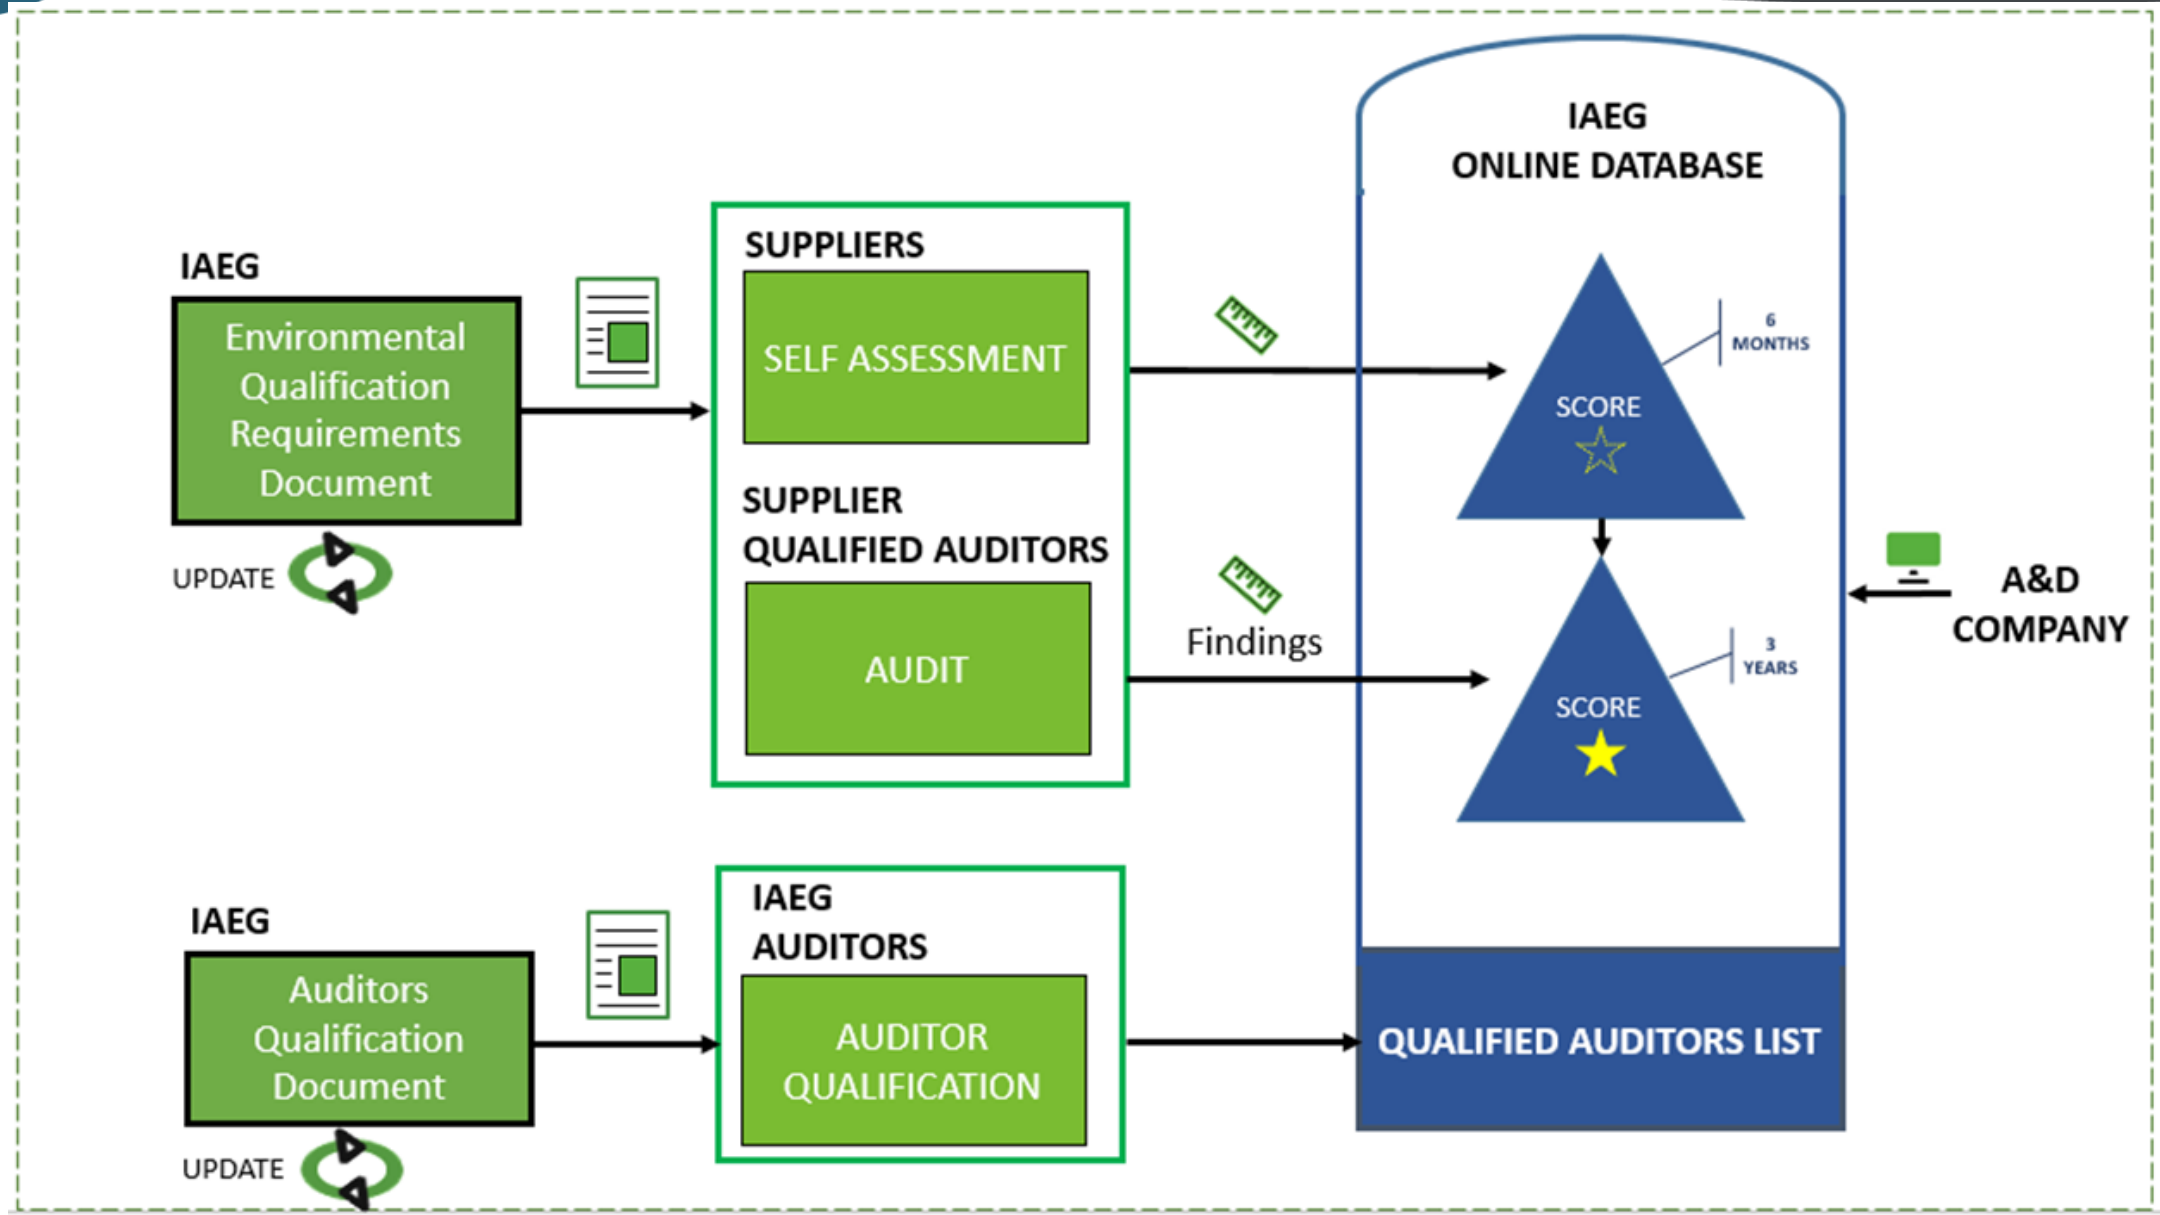 IAEG
Environmental
Qualification
Requirements
Document
UPDATE
SUPPLIERS
SELF ASSESSMENT
SUPPLIER
QUALIFIED AUDITORS
AUDIT
Findings
IAEG
ONLINE DATABASE
6
MONTHS
SCORE
3
YEARS
SCORE
A&D
COMPANY
IAEG
Auditors
Qualification
Document
UPDATE
IAEG
AUDITORS
AUDITOR
QUALIFICATION
QUALIFIED AUDITORS LIST